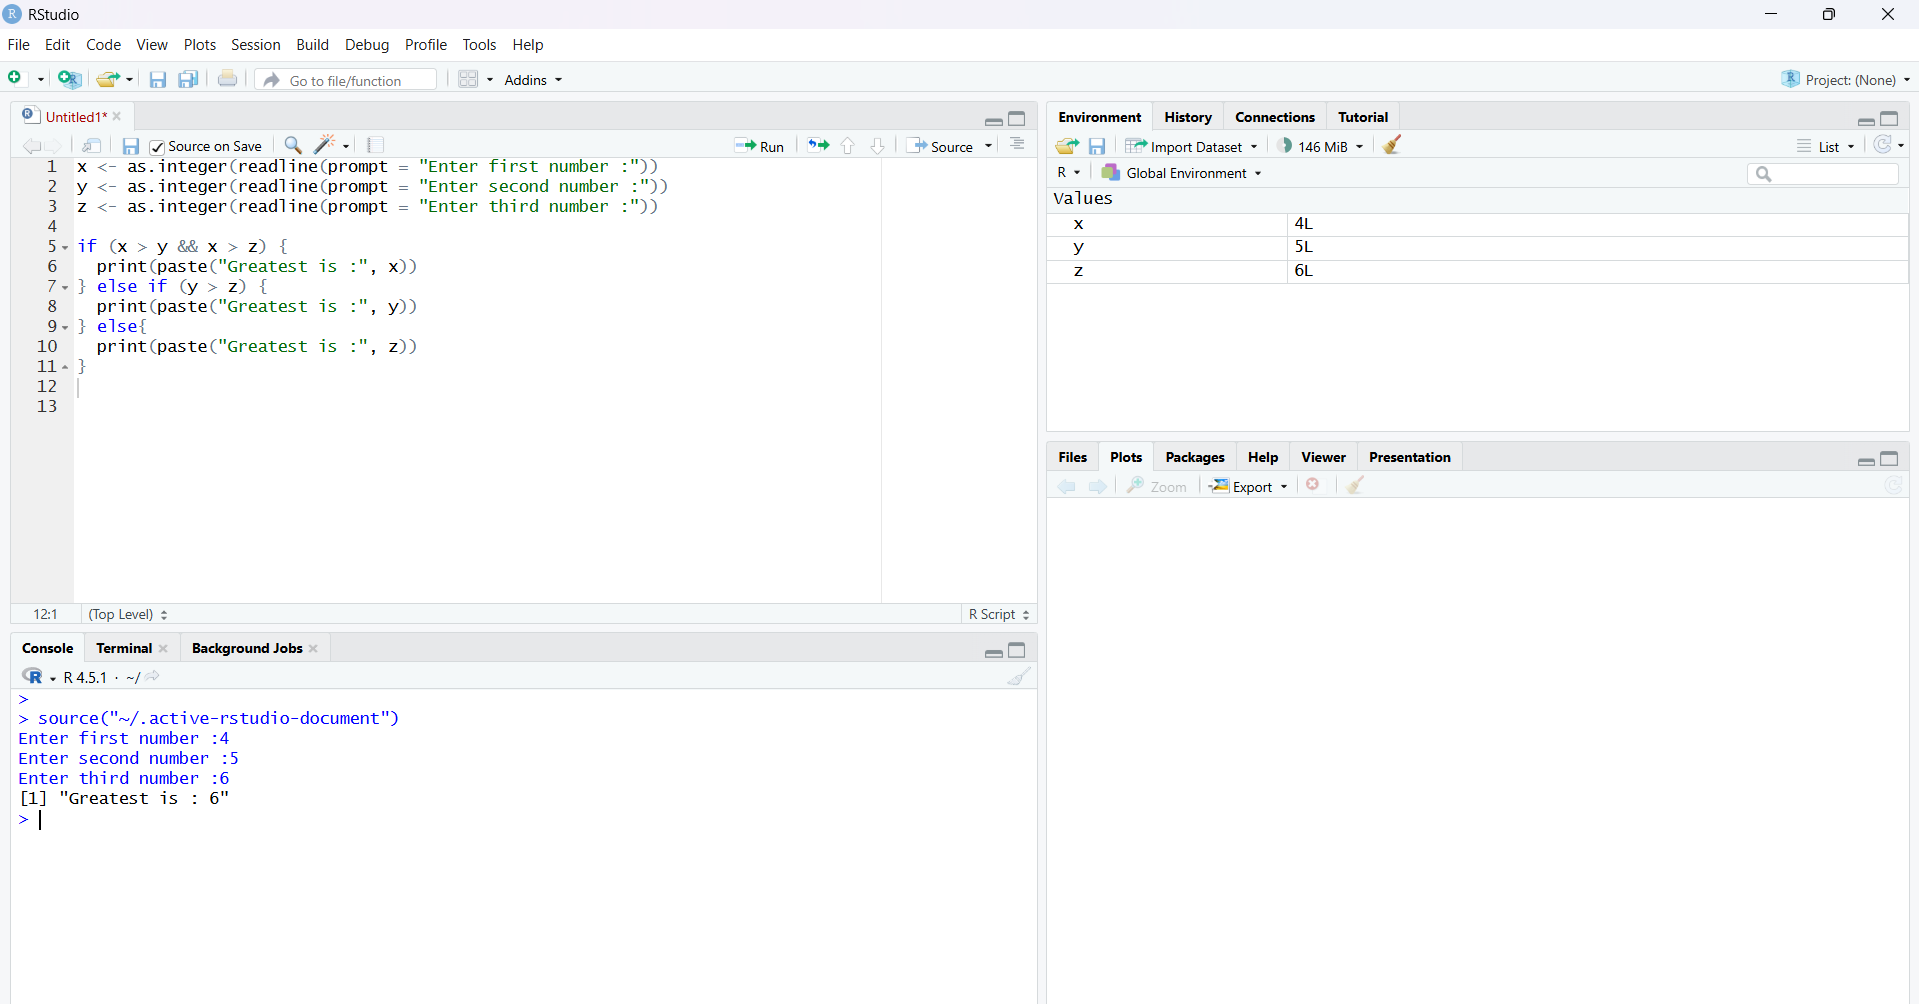 RStudio
File Edit Code View Plots Session Build Debug Profile Tools Help
Go to file/function Addins Project: (None)
Untitled1*
Source on Save Run Source
1 x <- as.integer(readline(prompt = "Enter first number :"))
2 y <- as.integer(readline(prompt = "Enter second number :"))
3 z <- as.integer(readline(prompt = "Enter third number :"))
4
5 if (x > y && x > z) {
6   print(paste("Greatest is :", x))
7 } else if (y > z) {
8   print(paste("Greatest is :", y))
9 } else{
10   print(paste("Greatest is :", z))
11 }
12
13
12:1 (Top Level) R Script
Console Terminal Background Jobs
R 4.5.1 · ~/
>
> source("~/.active-rstudio-document")
Enter first number :4
Enter second number :5
Enter third number :6
[1] "Greatest is : 6"
>
Environment History Connections Tutorial
Import Dataset 146 MiB List
R Global Environment
Values
x 4L
y 5L
z 6L
Files Plots Packages Help Viewer Presentation
Zoom Export